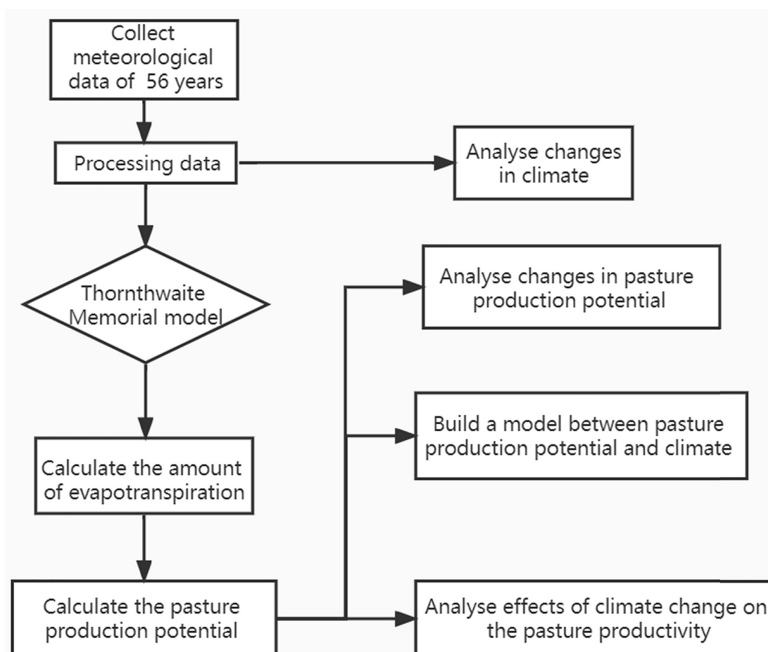 Collect
meteorological
data of 56 years
Processing data
Analyse changes
in climate
Thornthwaite
Memorial model
Analyse changes in pasture
production potential
Build a model between pasture
production potential and climate
Calculate the amount
of evapotranspiration
Calculate the pasture
production potential
Analyse effects of climate change on
the pasture productivity